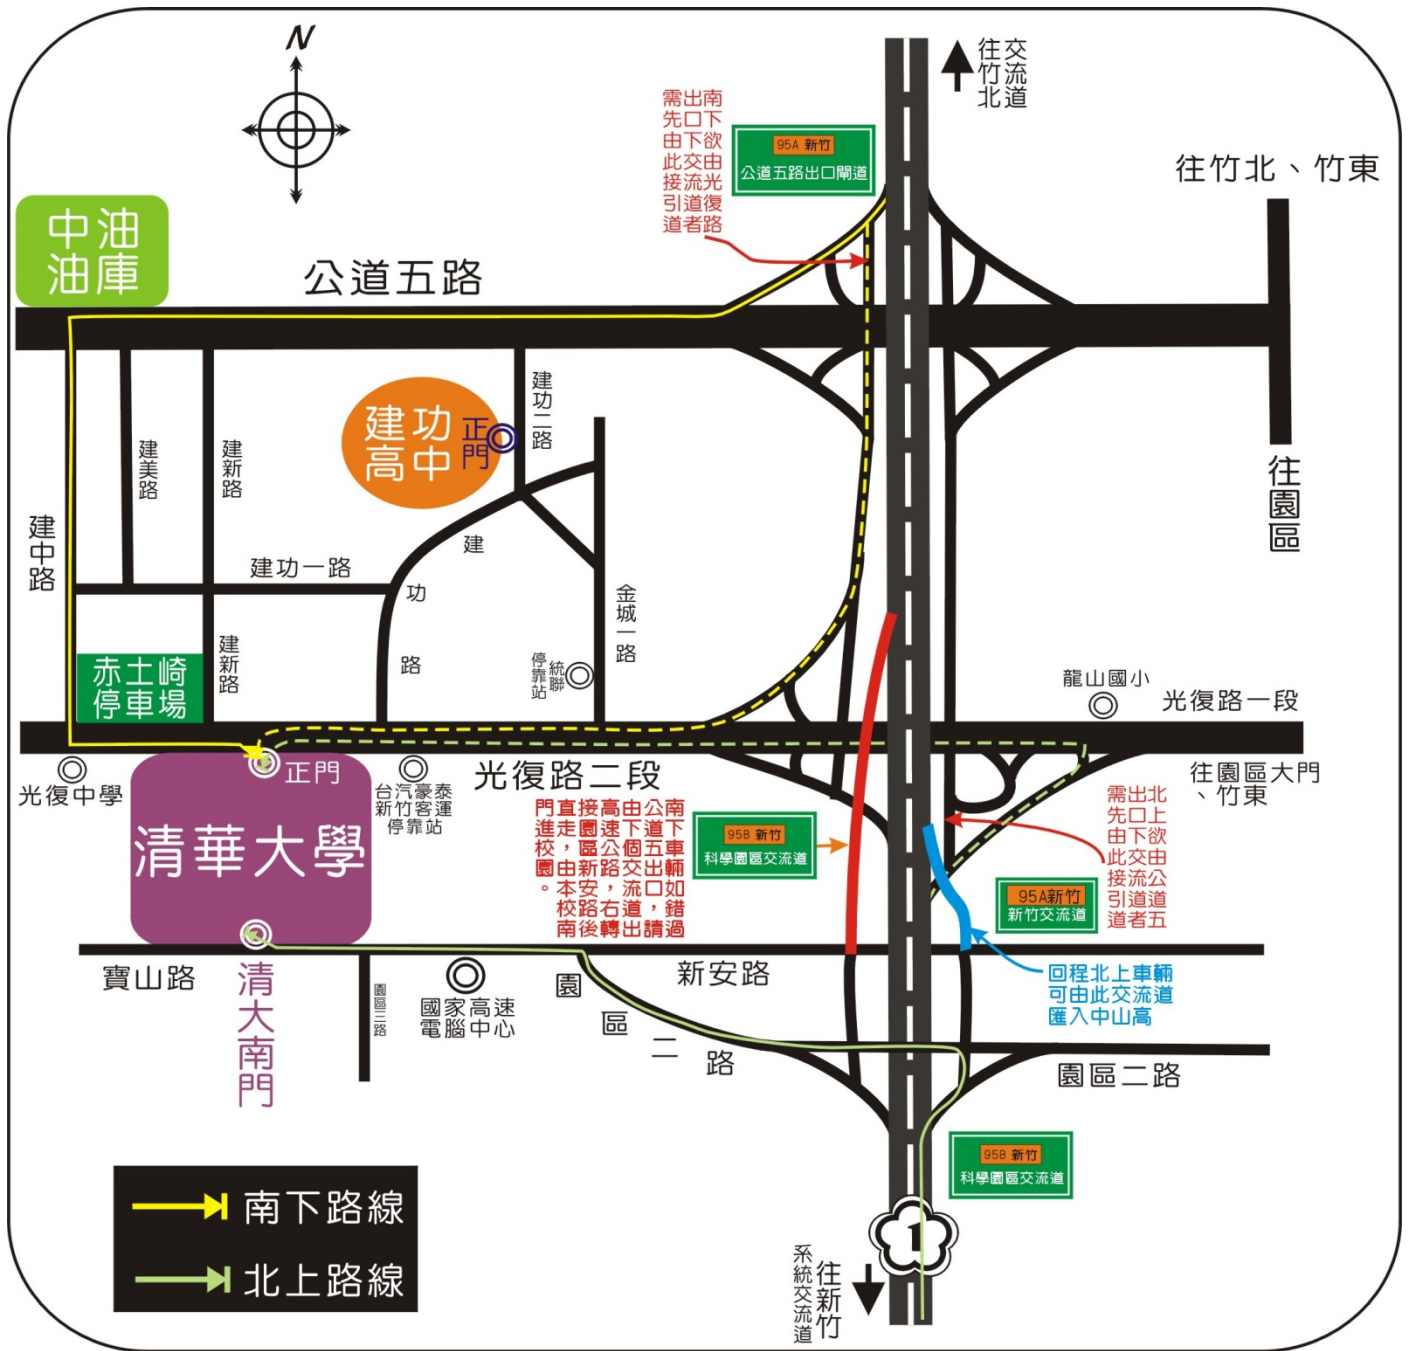 N
往竹北
交流道
南下欲由光復路
出口下交流道者
需先由此接引道
95A 新竹
公道五路出口閘道
往竹北、竹東
中油
油庫
公道五路
建功二路
建功
高中
正門
建美路
建新路
往園區
建中路
建功一路
建功路
金城一路
赤土崎
停車場
建新路
統聯
停靠站
龍山國小
光復路一段
正門
光復中學
台汽豪泰
新竹客運
停靠站
光復路二段
往園區大門
、竹東
清華大學
南下車輛如錯過
公道五出口，請
由下個交流道出
高速公路，右轉
接園區新安路後
直走，由本校南
門進校園。
95B 新竹
科學園區交流道
北上欲由公道五
出口下交流道者
需先由此接引道
95A新竹
新竹交流道
寶山路
清大南門
園區三路
國家高速
電腦中心
園區二路
新安路
回程北上車輛
可由此交流道
匯入中山高
園區二路
95B 新竹
科學園區交流道
南下路線
北上路線
1
往新竹
系統交流道